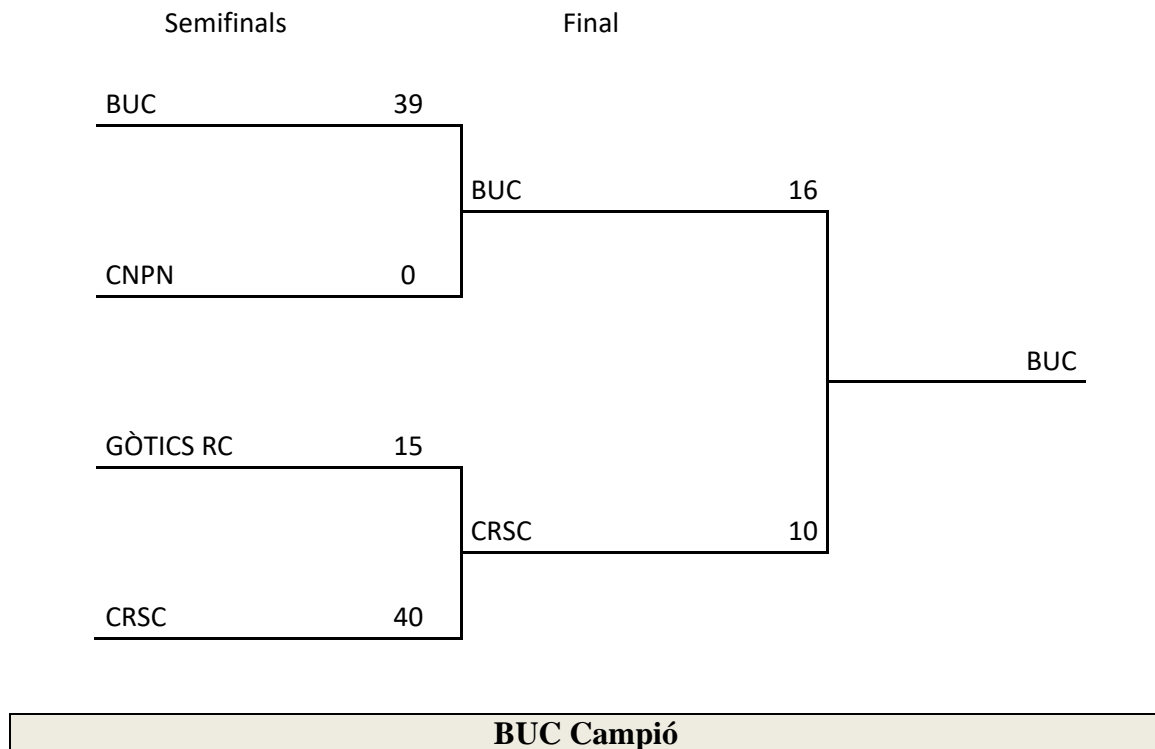 Semifinals Final
BUC 39
BUC 16
CNPN 0
BUC
GÒTICS RC 15
CRSC 10
CRSC 40
BUC Campió